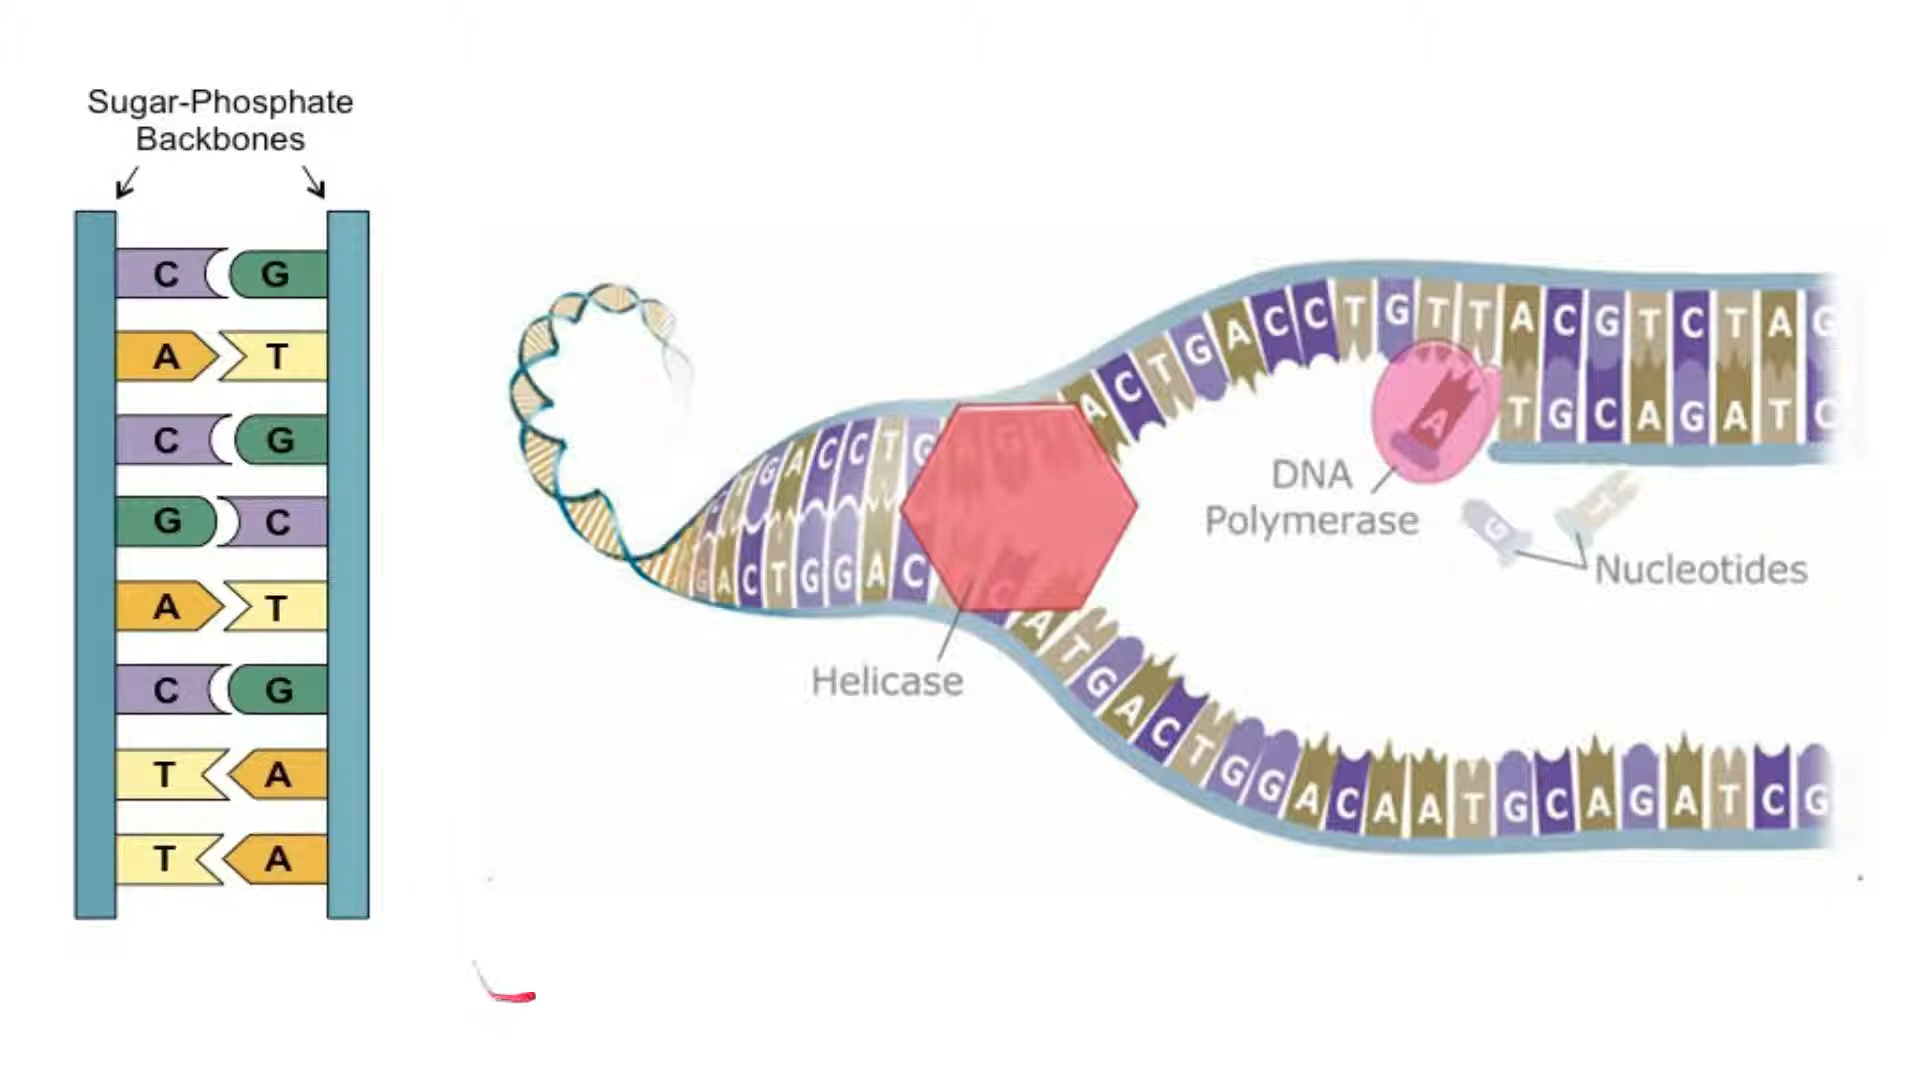 Sugar-Phosphate
Backbones
C G
A T
C G
G C
A T
C G
T A
T A
A C T G A C C T G T T A C G T C T A G
T G A C C T G
A
T G C A G A T C
DNA
Polymerase
G
T
Nucleotides
G A C T G G A C
Helicase
A T G A C T G G A C A A T G C A G A T C G